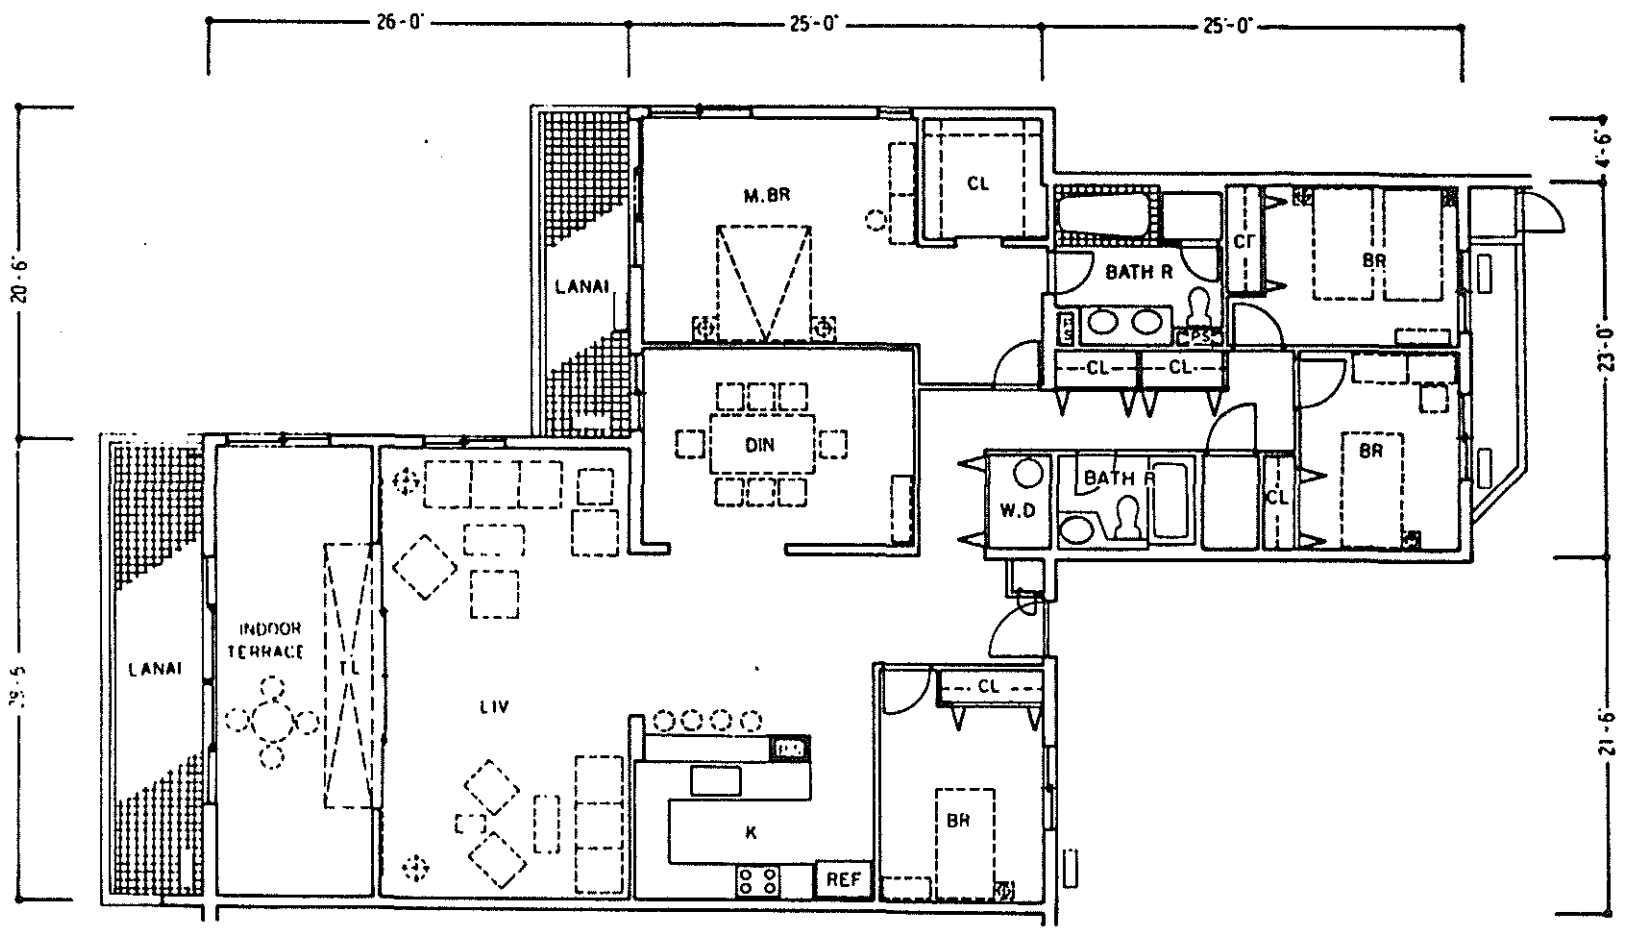 26'-0"
25'-0"
25'-0"
4'-6"
20'-6"
M.BR
CL
CL
BR
BATH R
LANAI
P.S
CL
CL
23'-0"
DIN
BR
BATH R
CL
W.D
INDOOR
TERRACE
LANAI
TL
CL
LIV
21'-6"
K
BR
REF